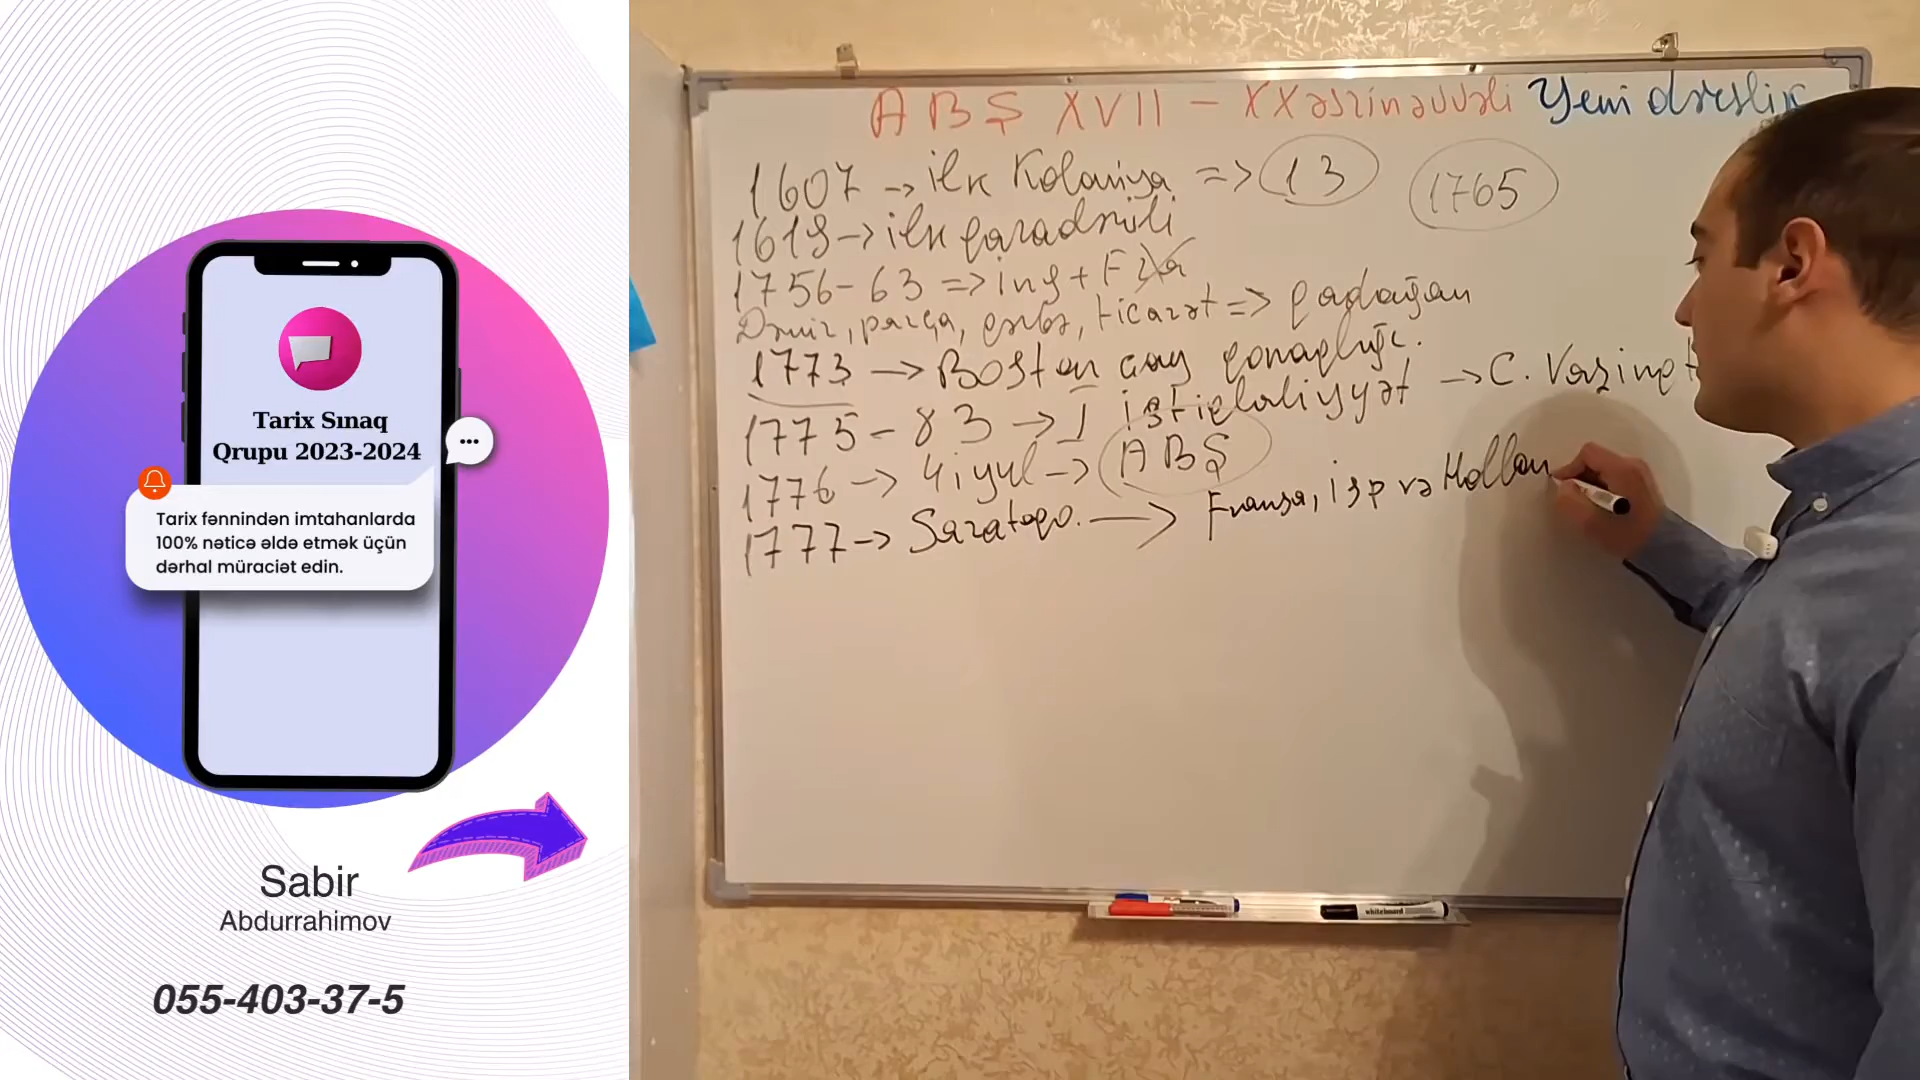 Tarix Sınaq
Qrupu 2023-2024
Tarix fənnindən imtahanlarda
100% nəticə əldə etmək üçün
dərhal müraciət edin.
Sabir
Abdurrahimov
055-403-37-5
ABŞ XVII - XX əsrin əvvəli Yeni dərslik
1607 → ilk koloniya => 13 1765
1619 → ilk qaradərili
1756-63 => ing + Fra
Dəmir, parça, ticarət => qadağan
1773 → Boston çay qonaqlığı.
1775-83 → I istiqlaliyyət → C. Vaşinqt
1776 → 4 iyul → ABŞ
1777 → Saratoqa. → Fransa, isp və Hollan
whiteboard